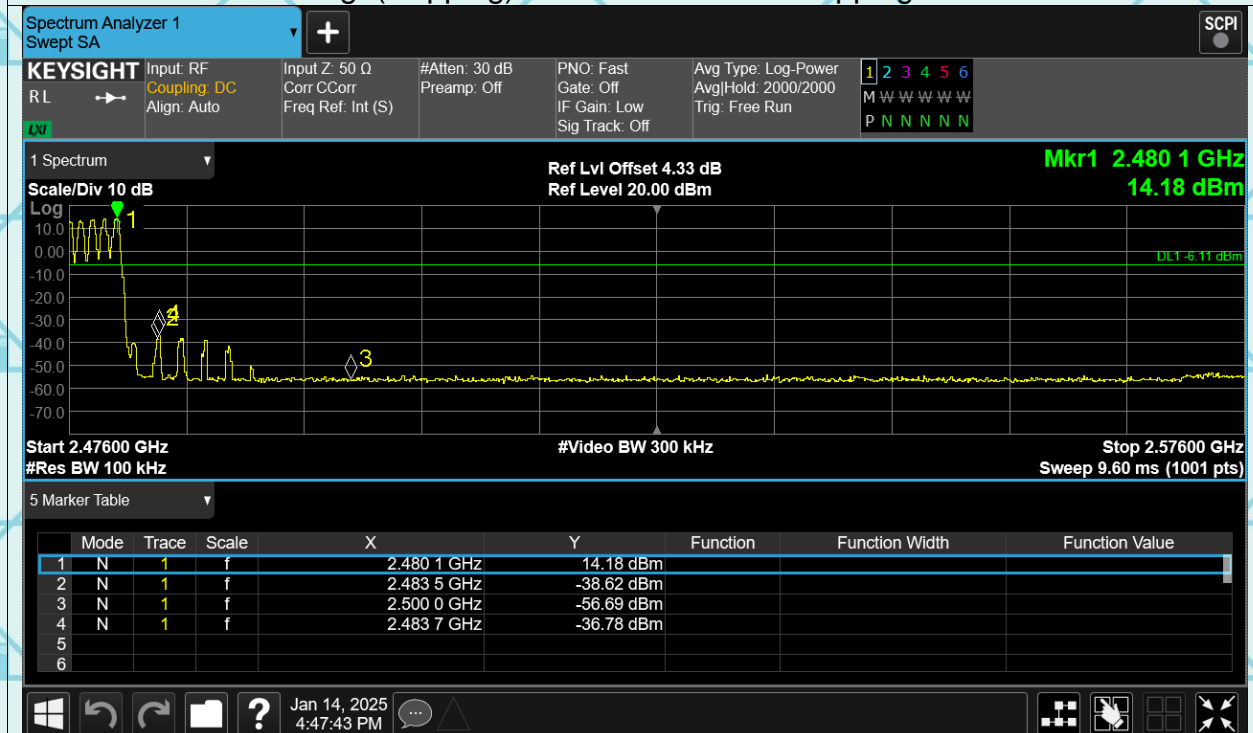 Spectrum Analyzer 1
Swept SA
+
SCPI
KEYSIGHT Input: RF Input Z: 50 Ω #Atten: 30 dB PNO: Fast Avg Type: Log-Power 1 2 3 4 5 6
RL Coupling: DC Corr CCorr Preamp: Off Gate: Off Avg|Hold: 2000/2000 M W W W W W
Align: Auto Freq Ref: Int (S) IF Gain: Low Trig: Free Run P N N N N N
LXI Sig Track: Off
1 Spectrum Ref Lvl Offset 4.33 dB Mkr1 2.480 1 GHz
Scale/Div 10 dB Ref Level 20.00 dBm 14.18 dBm
Log
1
10.0
0.00
DL1 -6.11 dBm
-10.0
-20.0
-30.0
4
2
-40.0
3
-50.0
-60.0
-70.0
Start 2.47600 GHz #Video BW 300 kHz Stop 2.57600 GHz
#Res BW 100 kHz Sweep 9.60 ms (1001 pts)
5 Marker Table
Mode Trace Scale X Y Function Function Width Function Value
1 N 1 f 2.480 1 GHz 14.18 dBm
2 N 1 f 2.483 5 GHz -38.62 dBm
3 N 1 f 2.500 0 GHz -56.69 dBm
4 N 1 f 2.483 7 GHz -36.78 dBm
5
6
? Jan 14, 2025
4:47:43 PM